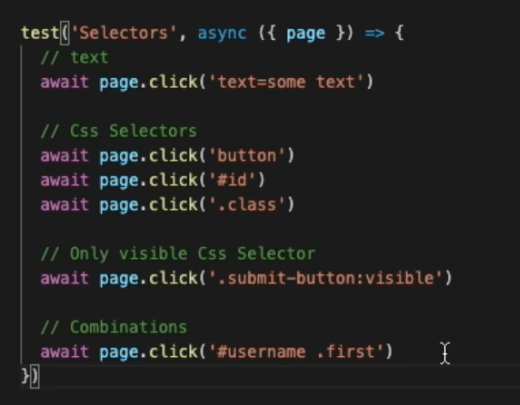 test('Selectors', async ({ page }) => {
// text
await page.click('text=some text')
// Css Selectors
await page.click('button')
await page.click('#id')
await page.click('.class')
// Only visible Css Selector
await page.click('.submit-button:visible')
// Combinations
await page.click('#username .first')
})